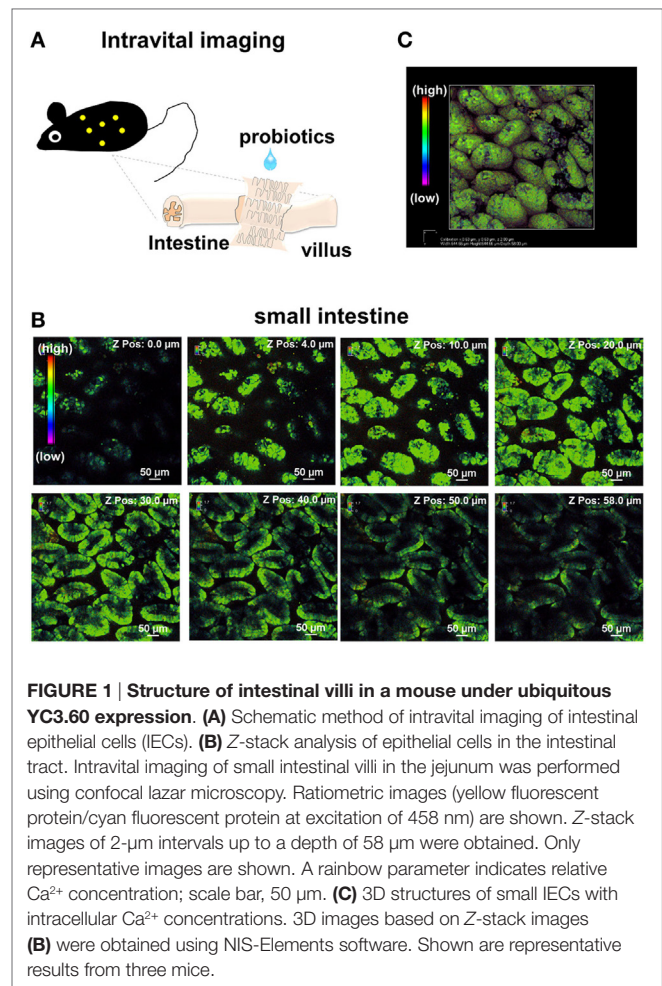 A
Intravital imaging
probiotics
Intestine
villus
C
(high)
(low)
B
small intestine
(high)
(low)
Z Pos: 0.0 µm
50 µm
Z Pos: 4.0 µm
50 µm
Z Pos: 10.0 µm
50 µm
Z Pos: 20.0 µm
50 µm
Z Pos: 30.0 µm
50 µm
Z Pos: 40.0 µm
50 µm
Z Pos: 50.0 µm
50 µm
Z Pos: 58.0 µm
50 µm
FIGURE 1 | Structure of intestinal villi in a mouse under ubiquitous
YC3.60 expression. (A) Schematic method of intravital imaging of intestinal
epithelial cells (IECs). (B) Z-stack analysis of epithelial cells in the intestinal
tract. Intravital imaging of small intestinal villi in the jejunum was performed
using confocal lazar microscopy. Ratiometric images (yellow fluorescent
protein/cyan fluorescent protein at excitation of 458 nm) are shown. Z-stack
images of 2-µm intervals up to a depth of 58 µm were obtained. Only
representative images are shown. A rainbow parameter indicates relative
Ca²⁺ concentration; scale bar, 50 µm. (C) 3D structures of small IECs with
intracellular Ca²⁺ concentrations. 3D images based on Z-stack images
(B) were obtained using NIS-Elements software. Shown are representative
results from three mice.